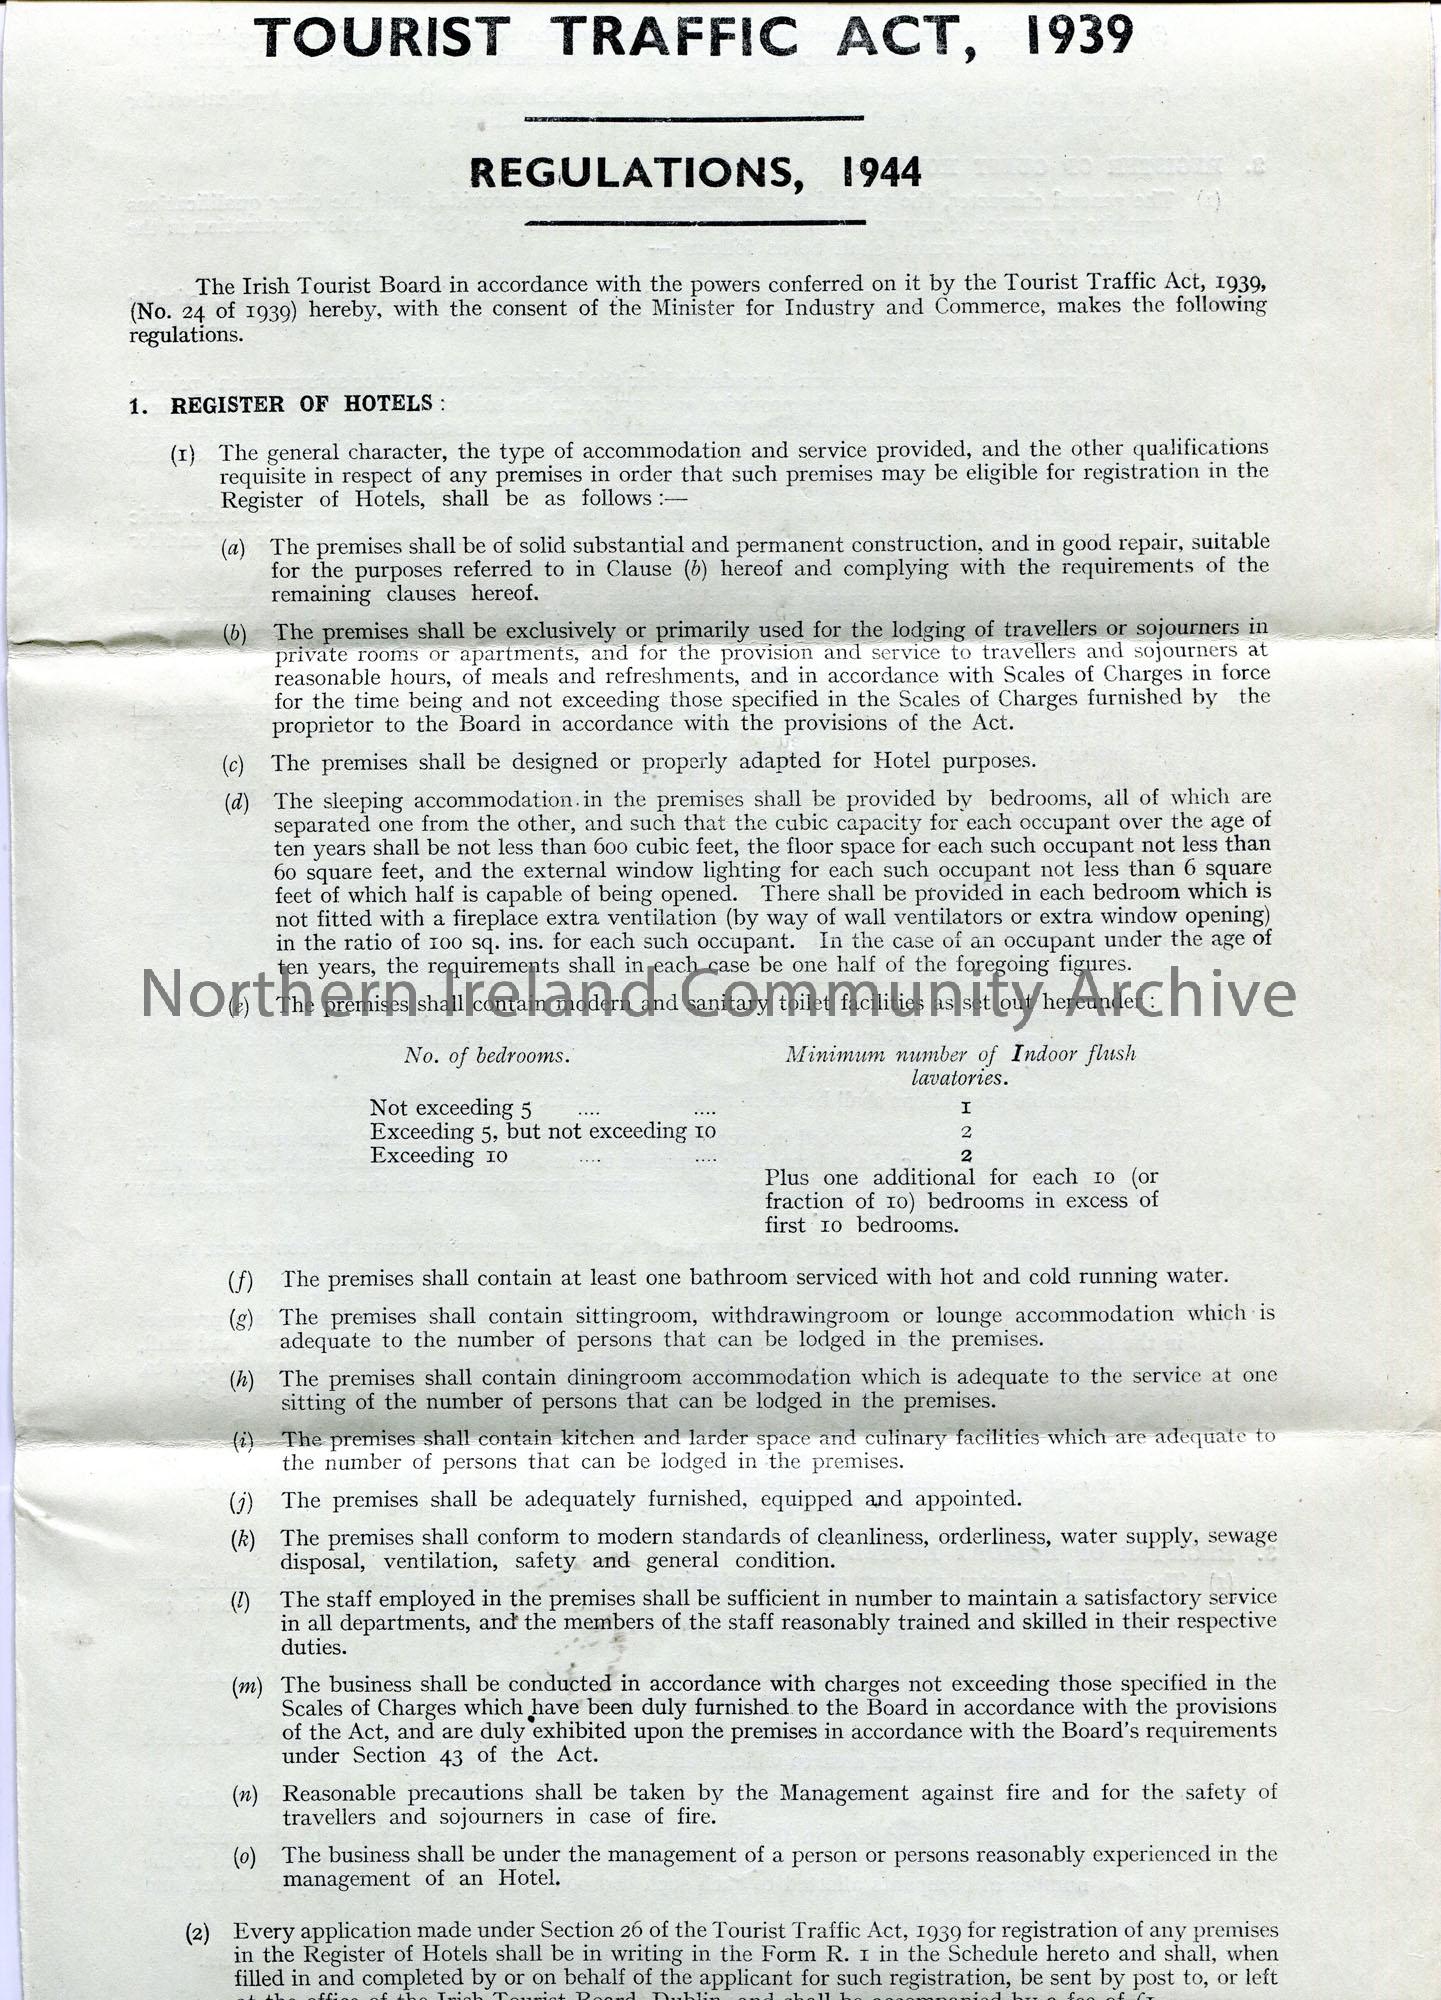 TOURIST TRAFFIC ACT, 1939
REGULATIONS, 1944
The Irish Tourist Board in accordance with the powers conferred on it by the Tourist Traffic Act, 1939,
(No. 24 of 1939) hereby, with the consent of the Minister for Industry and Commerce, makes the following
regulations.
1. REGISTER OF HOTELS :
(1) The general character, the type of accommodation and service provided, and the other qualifications
requisite in respect of any premises in order that such premises may be eligible for registration in the
Register of Hotels, shall be as follows :—
(a) The premises shall be of solid substantial and permanent construction, and in good repair, suitable
for the purposes referred to in Clause (b) hereof and complying with the requirements of the
remaining clauses hereof.
(b) The premises shall be exclusively or primarily used for the lodging of travellers or sojourners in
private rooms or apartments, and for the provision and service to travellers and sojourners at
reasonable hours, of meals and refreshments, and in accordance with Scales of Charges in force
for the time being and not exceeding those specified in the Scales of Charges furnished by the
proprietor to the Board in accordance with the provisions of the Act.
(c) The premises shall be designed or properly adapted for Hotel purposes.
(d) The sleeping accommodation in the premises shall be provided by bedrooms, all of which are
separated one from the other, and such that the cubic capacity for each occupant over the age of
ten years shall be not less than 600 cubic feet, the floor space for each such occupant not less than
60 square feet, and the external window lighting for each such occupant not less than 6 square
feet of which half is capable of being opened. There shall be provided in each bedroom which is
not fitted with a fireplace extra ventilation (by way of wall ventilators or extra window opening)
in the ratio of 100 sq. ins. for each such occupant. In the case of an occupant under the age of
ten years, the requirements shall in each case be one half of the foregoing figures.
Northern Ireland Community Archive
(e) The premises shall contain modern and sanitary toilet facilities as set out hereunder :
No. of bedrooms. Minimum number of Indoor flush
lavatories.
Not exceeding 5 .... .... 1
Exceeding 5, but not exceeding 10 2
Exceeding 10 .... .... 2
Plus one additional for each 10 (or
fraction of 10) bedrooms in excess of
first 10 bedrooms.
(f) The premises shall contain at least one bathroom serviced with hot and cold running water.
(g) The premises shall contain sittingroom, withdrawingroom or lounge accommodation which is
adequate to the number of persons that can be lodged in the premises.
(h) The premises shall contain diningroom accommodation which is adequate to the service at one
sitting of the number of persons that can be lodged in the premises.
(i) The premises shall contain kitchen and larder space and culinary facilities which are adequate to
the number of persons that can be lodged in the premises.
(j) The premises shall be adequately furnished, equipped and appointed.
(k) The premises shall conform to modern standards of cleanliness, orderliness, water supply, sewage
disposal, ventilation, safety and general condition.
(l) The staff employed in the premises shall be sufficient in number to maintain a satisfactory service
in all departments, and the members of the staff reasonably trained and skilled in their respective
duties.
(m) The business shall be conducted in accordance with charges not exceeding those specified in the
Scales of Charges which have been duly furnished to the Board in accordance with the provisions
of the Act, and are duly exhibited upon the premises in accordance with the Board's requirements
under Section 43 of the Act.
(n) Reasonable precautions shall be taken by the Management against fire and for the safety of
travellers and sojourners in case of fire.
(o) The business shall be under the management of a person or persons reasonably experienced in the
management of an Hotel.
(2) Every application made under Section 26 of the Tourist Traffic Act, 1939 for registration of any premises
in the Register of Hotels shall be in writing in the Form R. 1 in the Schedule hereto and shall, when
filled in and completed by or on behalf of the applicant for such registration, be sent by post to, or left
at the office of the Irish Tourist Board, Dublin, and shall be accompanied by a fee of £1